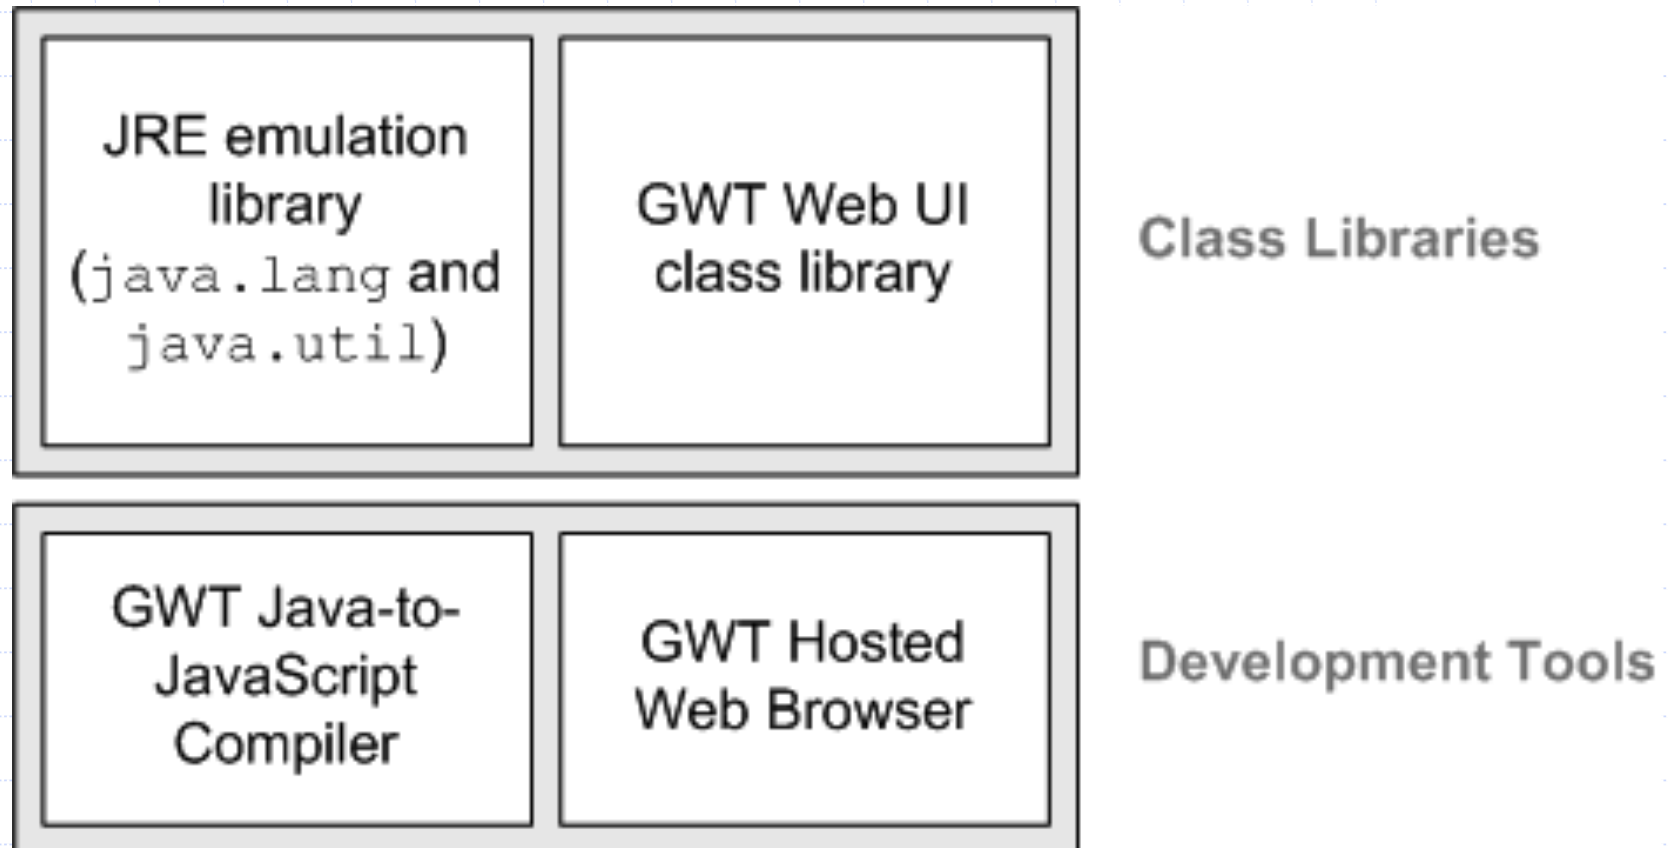 JRE emulation
library
(java.lang and
java.util)
GWT Web UI
class library
Class Libraries
GWT Java-to-
JavaScript
Compiler
GWT Hosted
Web Browser
Development Tools